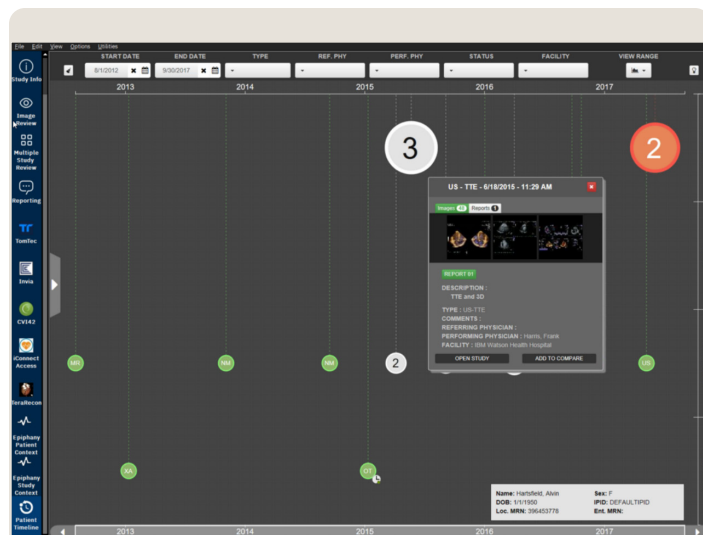 File Edit View Options Utilities
START DATE END DATE TYPE REF. PHY PERF. PHY STATUS FACILITY VIEW RANGE
8/1/2012 9/30/2017
2013 2014 2015 2016 2017
Study Info
Image Review
Multiple Study Review
Reporting
TomTec
Invia
CVI42
iConnect Access
TeraRecon
Epiphany Patient Context
Epiphany Study Context
Patient Timeline
3
2
US - TTE - 6/18/2015 - 11:29 AM
Reports 1
REPORT 01
DESCRIPTION :
TTE and 3D
TYPE : US-TTE
COMMENTS :
REFERRING PHYSICIAN :
PERFORMING PHYSICIAN : Harris, Frank
FACILITY : IBM Watson Health Hospital
OPEN STUDY ADD TO COMPARE
MR NM NM 2 US
XA OT
Name: Hartsfield, Alvin Sex: F
DOB: 1/1/1950 IPID: DEFAULTIPID
Loc. MRN: 396453778 Ent. MRN:
2013 2014 2015 2016 2017